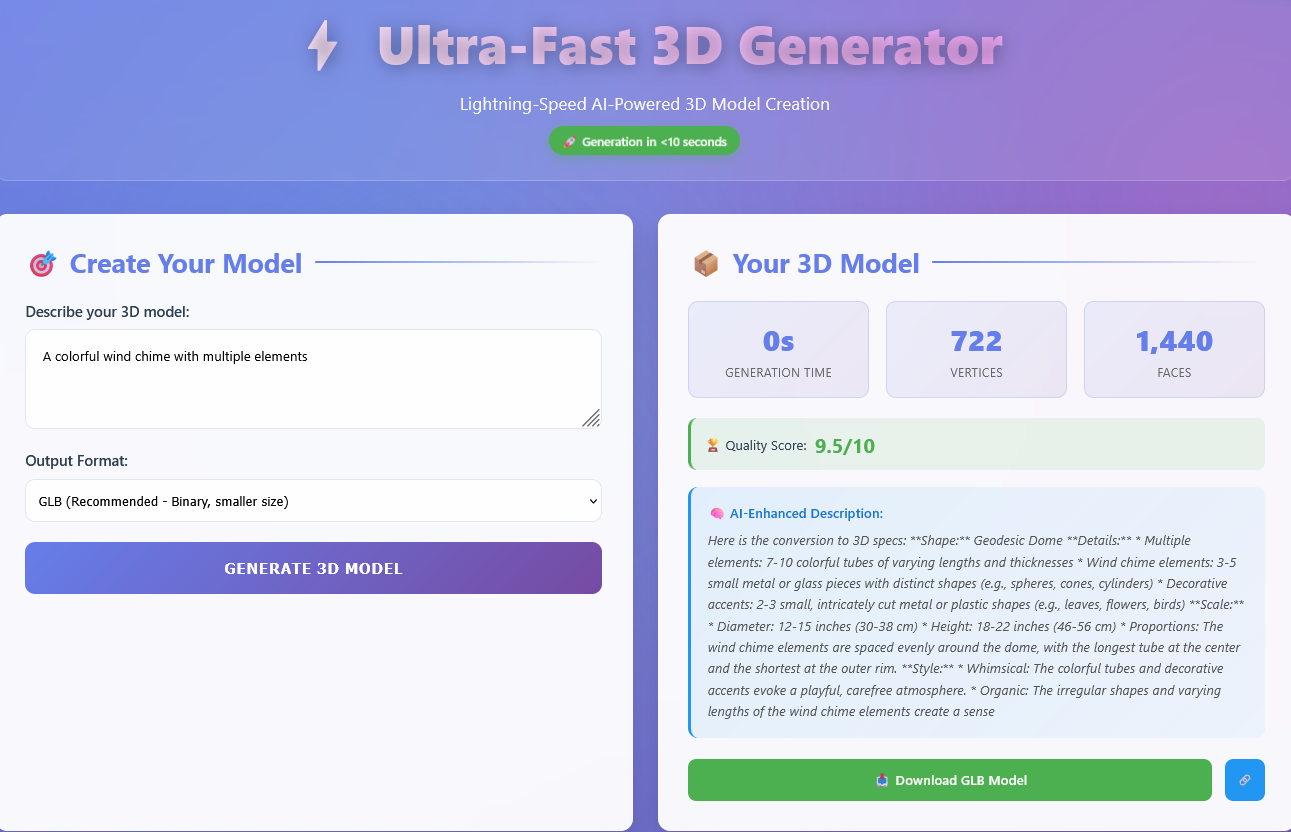 ⚡ Ultra-Fast 3D Generator
Lightning-Speed AI-Powered 3D Model Creation
🚀 Generation in <10 seconds
🎯 Create Your Model
Describe your 3D model:
A colorful wind chime with multiple elements
Output Format:
GLB (Recommended - Binary, smaller size)
GENERATE 3D MODEL
📦 Your 3D Model
0s
GENERATION TIME
722
VERTICES
1,440
FACES
🏆 Quality Score: 9.5/10
🧠 AI-Enhanced Description:
Here is the conversion to 3D specs: **Shape:** Geodesic Dome **Details:** * Multiple
elements: 7-10 colorful tubes of varying lengths and thicknesses * Wind chime elements: 3-5
small metal or glass pieces with distinct shapes (e.g., spheres, cones, cylinders) * Decorative
accents: 2-3 small, intricately cut metal or plastic shapes (e.g., leaves, flowers, birds) **Scale:**
* Diameter: 12-15 inches (30-38 cm) * Height: 18-22 inches (46-56 cm) * Proportions: The
wind chime elements are spaced evenly around the dome, with the longest tube at the center
and the shortest at the outer rim. **Style:** * Whimsical: The colorful tubes and decorative
accents evoke a playful, carefree atmosphere. * Organic: The irregular shapes and varying
lengths of the wind chime elements create a sense
📥 Download GLB Model
🔗